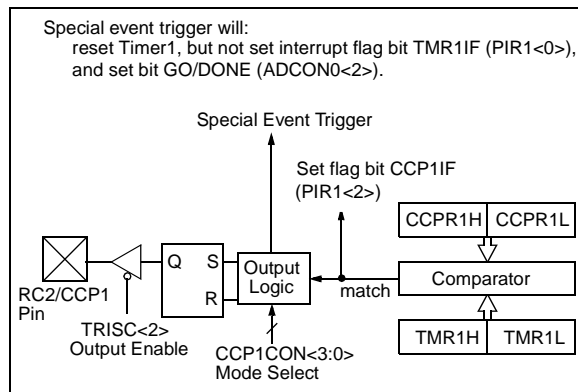 Special event trigger will:
reset Timer1, but not set interrupt flag bit TMR1IF (PIR1<0>),
and set bit GO/DONE (ADCON0<2>).
Special Event Trigger
Set flag bit CCP1IF
(PIR1<2>)
CCPR1H CCPR1L
Q S Output
Logic
R
match
Comparator
RC2/CCP1
Pin
TRISC<2>
Output Enable
CCP1CON<3:0>
Mode Select
TMR1H TMR1L